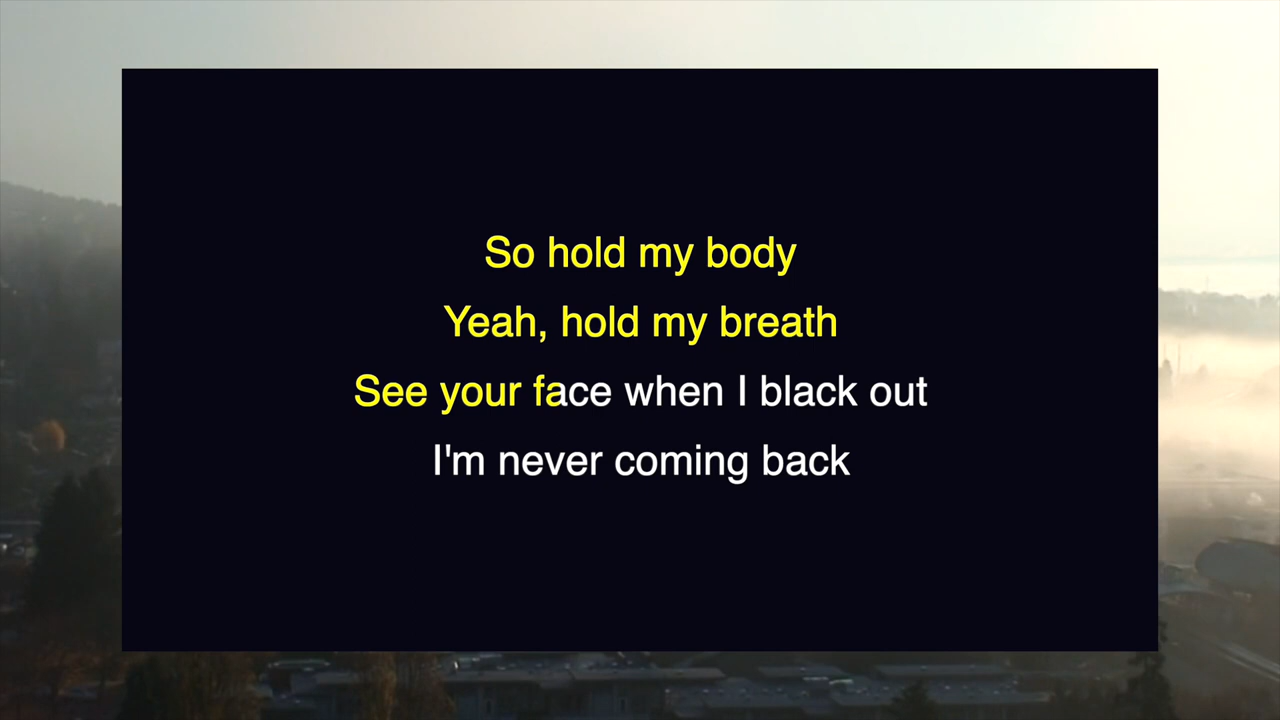 So hold my body
Yeah, hold my breath
See your face when I black out
I'm never coming back